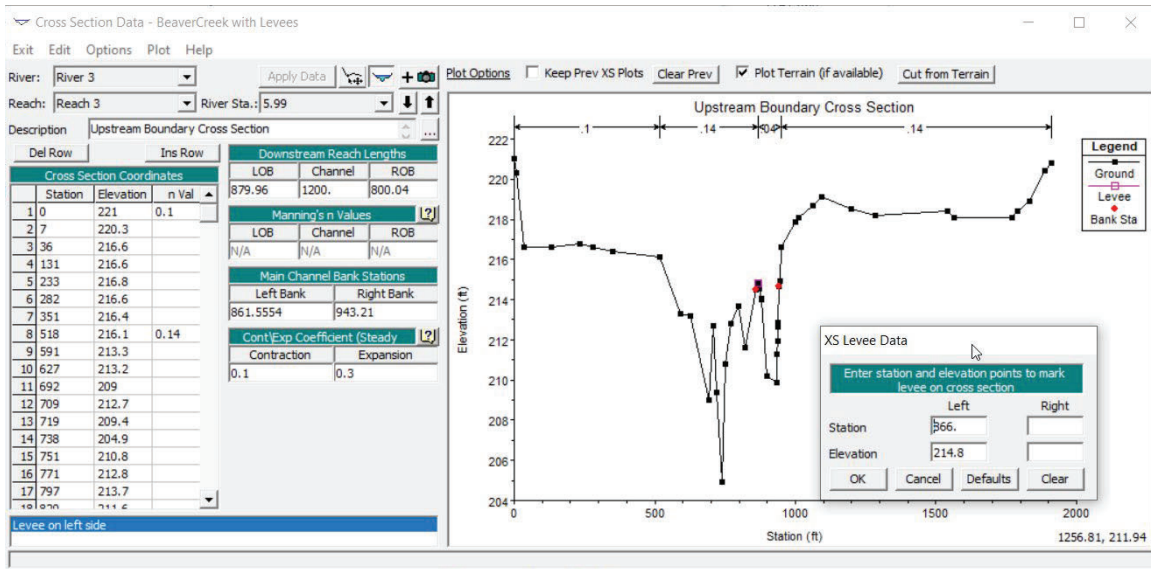 Cross Section Data - BeaverCreek with Levees
Exit Edit Options Plot Help
River: River 3 Apply Data Plot Options Keep Prev XS Plots Clear Prev Plot Terrain (if available) Cut from Terrain
Reach: Reach 3 River Sta.: 5.99
Description Upstream Boundary Cross Section ...
Del Row Ins Row
Cross Section Coordinates
Station Elevation n Val
1 0 221 0.1
2 7 220.3
3 36 216.6
4 131 216.6
5 233 216.8
6 282 216.6
7 351 216.4
8 518 216.1 0.14
9 591 213.3
10 627 213.2
11 692 209
12 709 212.7
13 719 209.4
14 738 204.9
15 751 210.8
16 771 212.8
17 797 213.7
Levee on left side
Downstream Reach Lengths
LOB Channel ROB
879.96 1200. 800.04
Manning's n Values
LOB Channel ROB
N/A N/A N/A
Main Channel Bank Stations
Left Bank Right Bank
861.5554 943.21
Cont\Exp Coefficient (Steady
Contraction Expansion
0.1 0.3
Upstream Boundary Cross Section
.1 .14 .04 .14
222
220
218
216
214
212
210
208
206
204
Elevation (ft)
0 500 1000 1500 2000
Station (ft)
1256.81, 211.94
Legend
Ground
Levee
Bank Sta
XS Levee Data
Enter station and elevation points to mark
levee on cross section
Left Right
Station 866.
Elevation 214.8
OK Cancel Defaults Clear